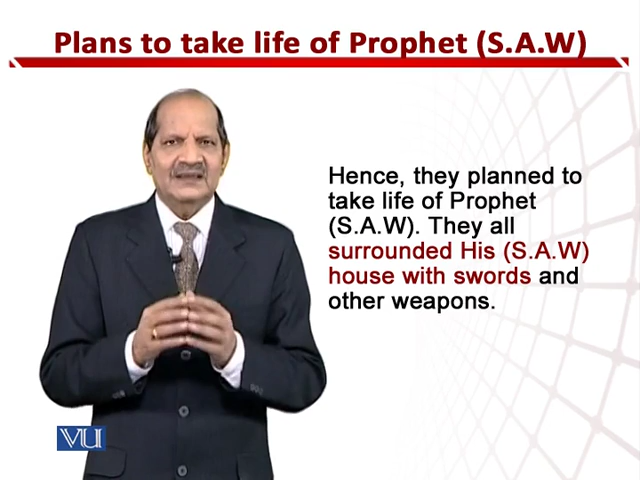 Plans to take life of Prophet (S.A.W)
Hence, they planned to
take life of Prophet
(S.A.W). They all
surrounded His (S.A.W)
house with swords and
other weapons.
VU